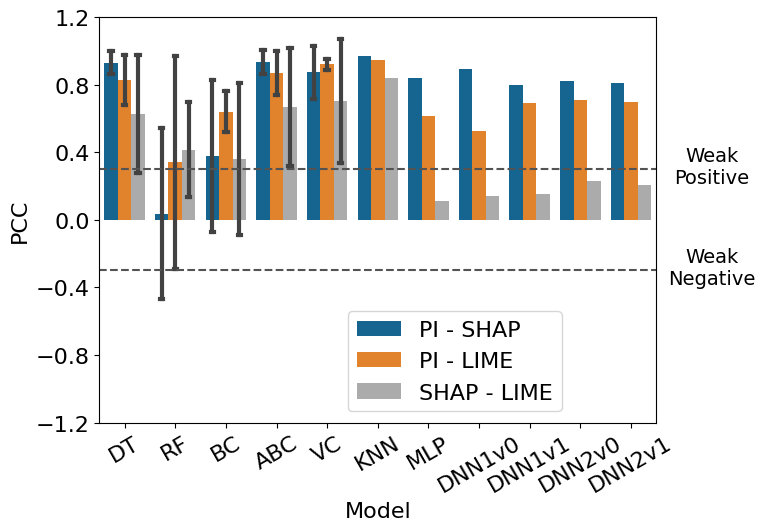 1.2
0.8
0.4
0.0
−0.4
−0.8
−1.2
PCC
Weak
Positive
Weak
Negative
PI - SHAP
PI - LIME
SHAP - LIME
DT
RF
BC
ABC
VC
KNN
MLP
DNN1v0
DNN1v1
DNN2v0
DNN2v1
Model